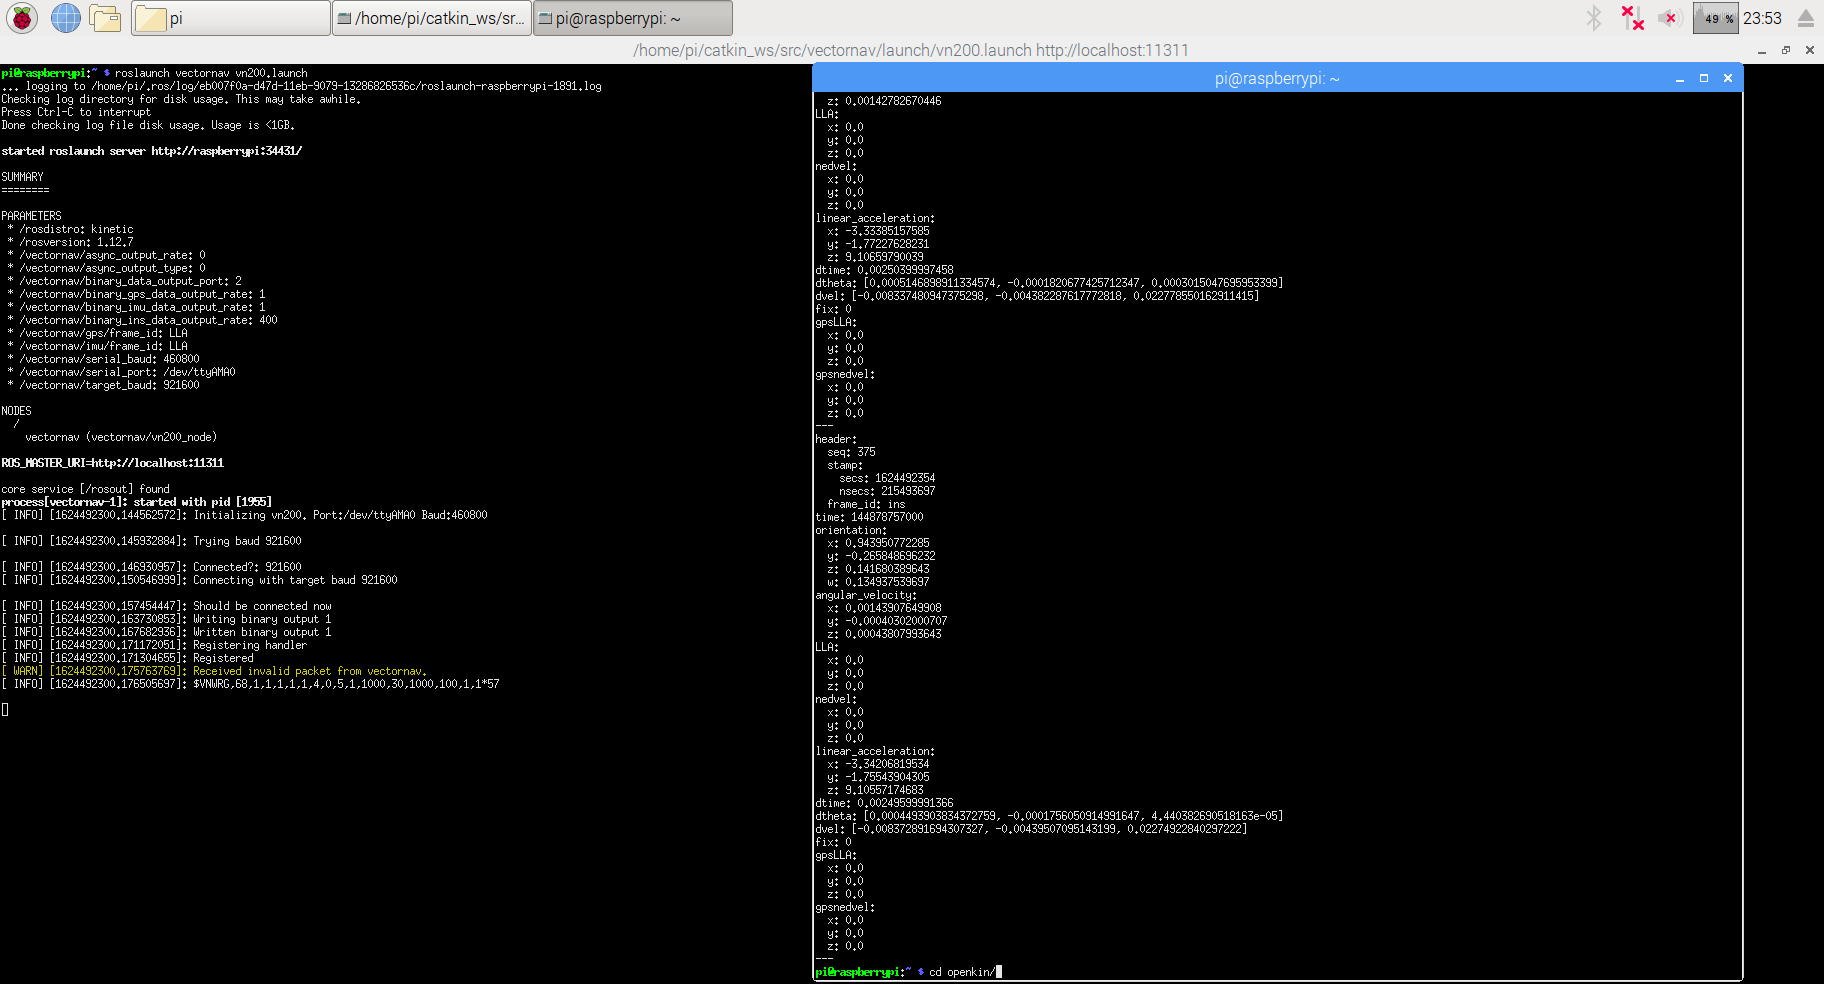 pi
/home/pi/catkin_ws/sr...
pi@raspberrypi: ~
49 %
23:53
/home/pi/catkin_ws/src/vectornav/launch/vn200.launch http://localhost:11311
pi@raspberrypi:~ $ roslaunch vectornav vn200.launch
... logging to /home/pi/.ros/log/eb007f0a-d47d-11eb-9079-13286826536c/roslaunch-raspberrypi-1891.log
Checking log directory for disk usage. This may take awhile.
Press Ctrl-C to interrupt
Done checking log file disk usage. Usage is <1GB.
started roslaunch server http://raspberrypi:34431/
SUMMARY
========
PARAMETERS
* /rosdistro: kinetic
* /rosversion: 1.12.7
* /vectornav/async_output_rate: 0
* /vectornav/async_output_type: 0
* /vectornav/binary_data_output_port: 2
* /vectornav/binary_gps_data_output_rate: 1
* /vectornav/binary_imu_data_output_rate: 1
* /vectornav/binary_ins_data_output_rate: 400
* /vectornav/gps/frame_id: LLA
* /vectornav/imu/frame_id: LLA
* /vectornav/serial_baud: 460800
* /vectornav/serial_port: /dev/ttyAMA0
* /vectornav/target_baud: 921600
NODES
/
vectornav (vectornav/vn200_node)
ROS_MASTER_URI=http://localhost:11311
core service [/rosout] found
process[vectornav-1]: started with pid [1955]
[ INFO] [1624492300.144562572]: Initializing vn200. Port:/dev/ttyAMA0 Baud:460800
[ INFO] [1624492300.145932884]: Trying baud 921600
[ INFO] [1624492300.146930957]: Connected?: 921600
[ INFO] [1624492300.150546999]: Connecting with target baud 921600
[ INFO] [1624492300.157454447]: Should be connected now
[ INFO] [1624492300.163730853]: Writing binary output 1
[ INFO] [1624492300.167682936]: Written binary output 1
[ INFO] [1624492300.171172051]: Registering handler
[ INFO] [1624492300.171304655]: Registered
[ WARN] [1624492300.175763769]: Received invalid packet from vectornav.
[ INFO] [1624492300.176505697]: $VNWRG,68,1,1,1,1,1,4,0,5,1,1000,30,1000,100,1,1*57
pi@raspberrypi: ~
z: 0.00142782670446
LLA:
x: 0.0
y: 0.0
z: 0.0
nedvel:
x: 0.0
y: 0.0
z: 0.0
linear_acceleration:
x: -3.33385157585
y: -1.77227628231
z: 9.10659790039
dtime: 0.00250399997458
dtheta: [0.0005146898911334574, -0.0001820677425712347, 0.0003015047695953399]
dvel: [-0.008337480947375298, -0.004382287617772818, 0.022778550162911415]
fix: 0
gpsLLA:
x: 0.0
y: 0.0
z: 0.0
gpsnedvel:
x: 0.0
y: 0.0
z: 0.0
---
header:
seq: 375
stamp:
secs: 1624492354
nsecs: 215493697
frame_id: ins
time: 144878757000
orientation:
x: 0.943950772285
y: -0.265848696232
z: 0.141680389643
w: 0.134937539697
angular_velocity:
x: 0.00143907649908
y: -0.00040302000707
z: 0.00043807993643
LLA:
x: 0.0
y: 0.0
z: 0.0
nedvel:
x: 0.0
y: 0.0
z: 0.0
linear_acceleration:
x: -3.34206819534
y: -1.75543904305
z: 9.10557174683
dtime: 0.00249599991366
dtheta: [0.0004493903834372759, -0.0001756050914991647, 4.440382690518163e-05]
dvel: [-0.008372891694307327, -0.00439507095143199, 0.02274922840297222]
fix: 0
gpsLLA:
x: 0.0
y: 0.0
z: 0.0
gpsnedvel:
x: 0.0
y: 0.0
z: 0.0
---
pi@raspberrypi:~ $ cd openkin/